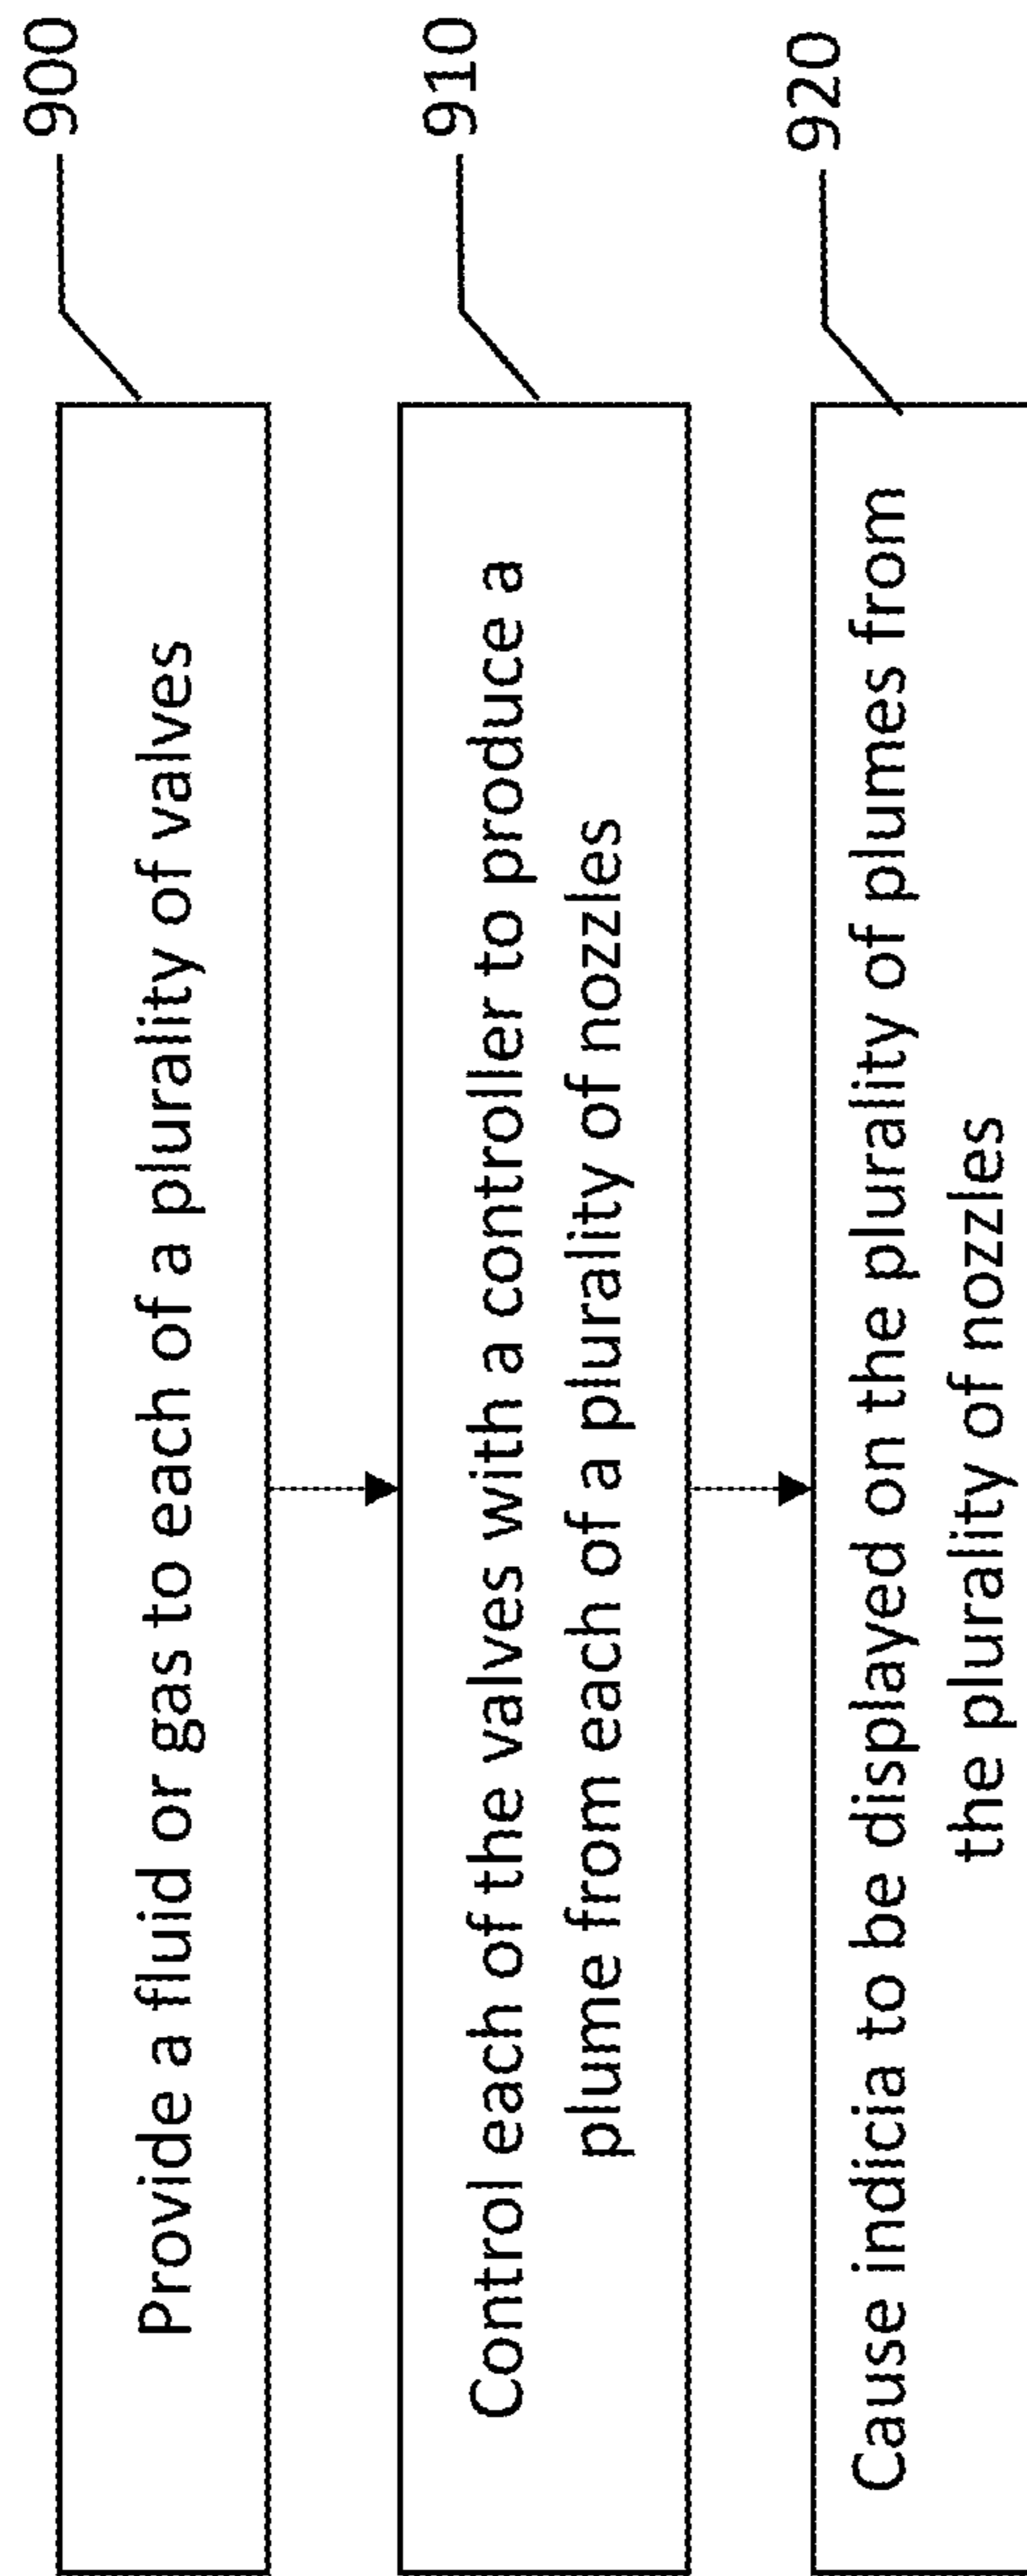 900
Provide a fluid or gas to each of a plurality of valves
910
Control each of the valves with a controller to produce a
plume from each of a plurality of nozzles
920
Cause indicia to be displayed on the plurality of plumes from
the plurality of nozzles